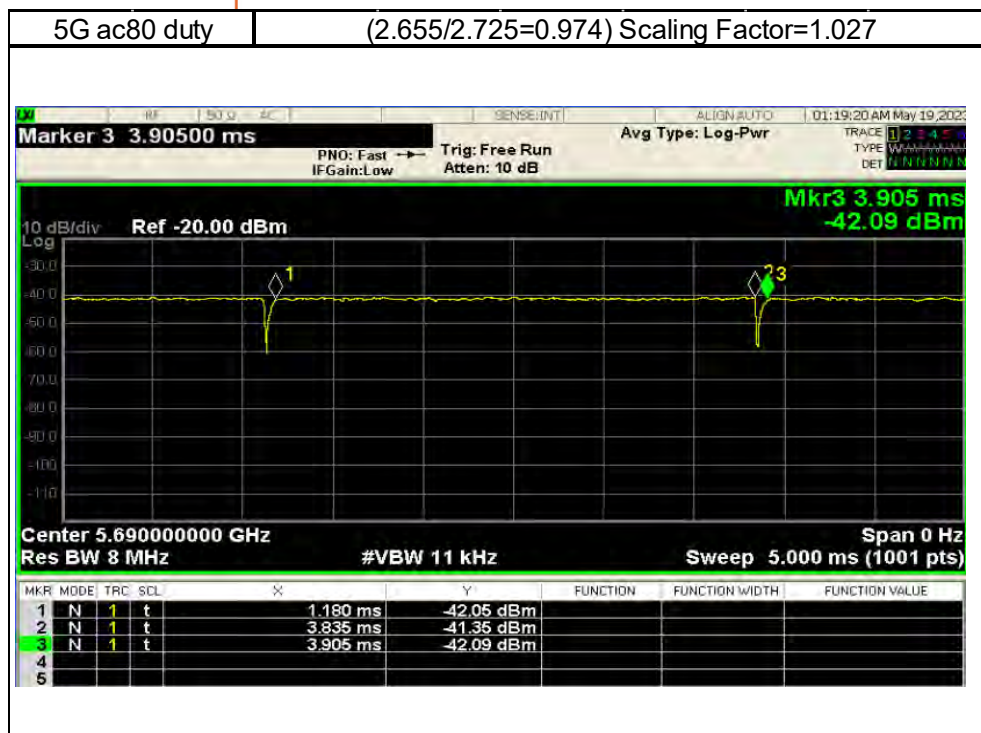 5G ac80 duty (2.655/2.725=0.974) Scaling Factor=1.027
LXI RF 50 Ω AC SENSE:INT ALIGN AUTO 01:19:20 AM May 19, 202
Marker 3 3.90500 ms Avg Type: Log-Pwr TRACE 1 2 3 4 5 6
PNO: Fast Trig: Free Run TYPE
IFGain:Low Atten: 10 dB DET N N N N N N
Mkr3 3.905 ms
10 dB/div Ref -20.00 dBm -42.09 dBm
Log
-30.0
1 2 3
-40.0
-50.0
-60.0
-70.0
-80.0
-90.0
-100
-110
Center 5.690000000 GHz Span 0 Hz
Res BW 8 MHz #VBW 11 kHz Sweep 5.000 ms (1001 pts)
MKR MODE TRC SCL X Y FUNCTION FUNCTION WIDTH FUNCTION VALUE
1 N 1 t 1.180 ms -42.05 dBm
2 N 1 t 3.835 ms -41.35 dBm
3 N 1 t 3.905 ms -42.09 dBm
4
5